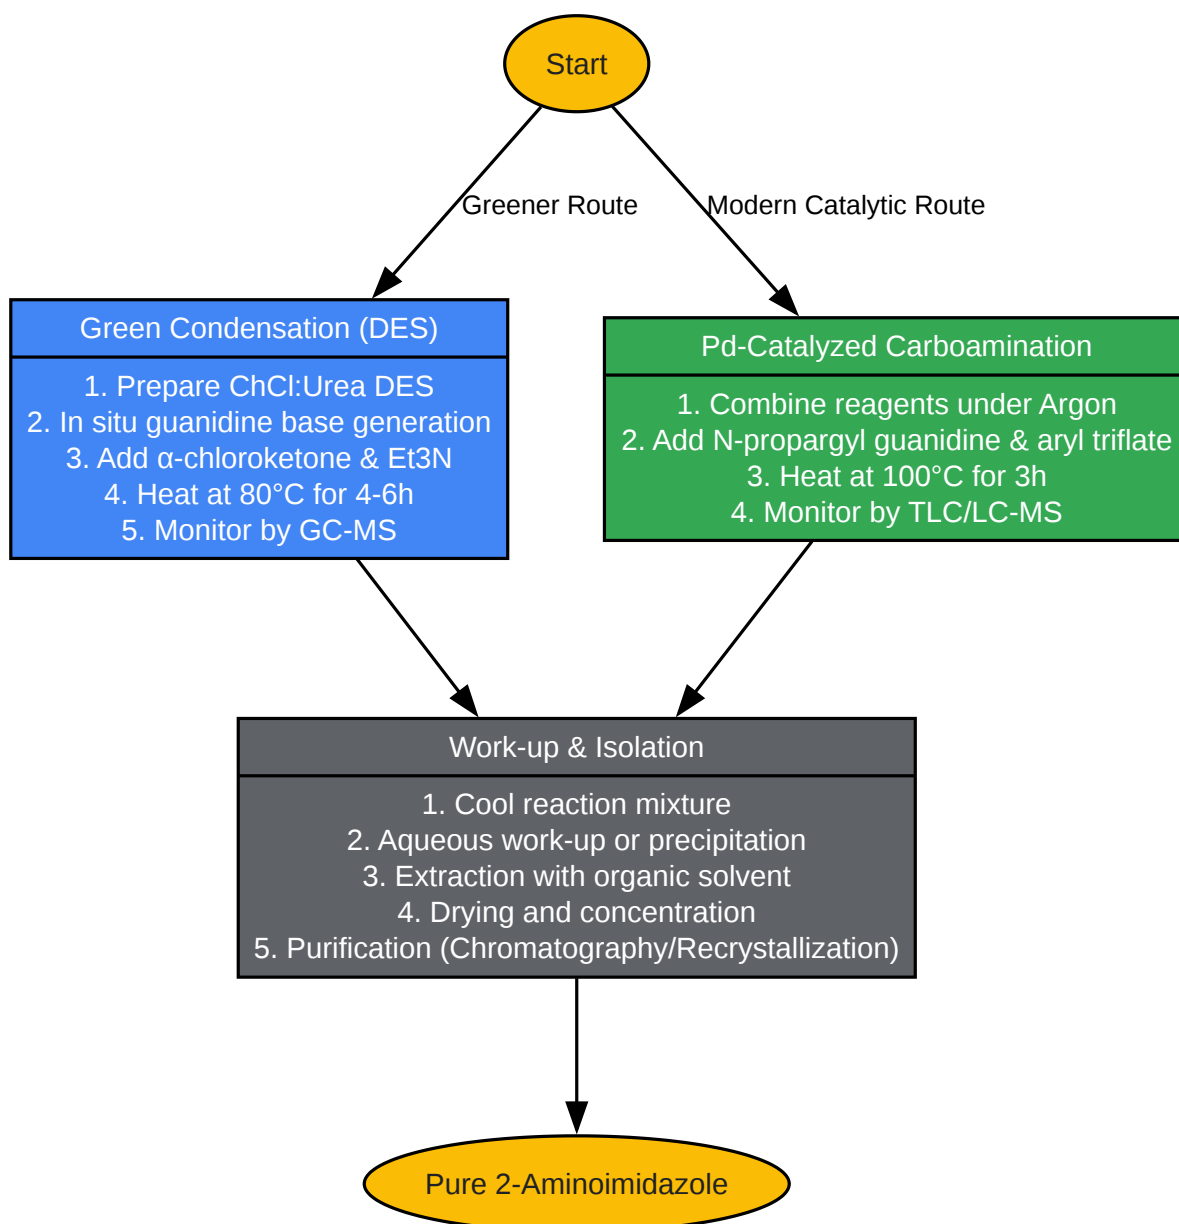 Start
Greener Route
Modern Catalytic Route
Green Condensation (DES)
1. Prepare ChCl:Urea DES
2. In situ guanidine base generation
3. Add α-chloroketone & Et3N
4. Heat at 80°C for 4-6h
5. Monitor by GC-MS
Pd-Catalyzed Carboamination
1. Combine reagents under Argon
2. Add N-propargyl guanidine & aryl triflate
3. Heat at 100°C for 3h
4. Monitor by TLC/LC-MS
Work-up & Isolation
1. Cool reaction mixture
2. Aqueous work-up or precipitation
3. Extraction with organic solvent
4. Drying and concentration
5. Purification (Chromatography/Recrystallization)
Pure 2-Aminoimidazole